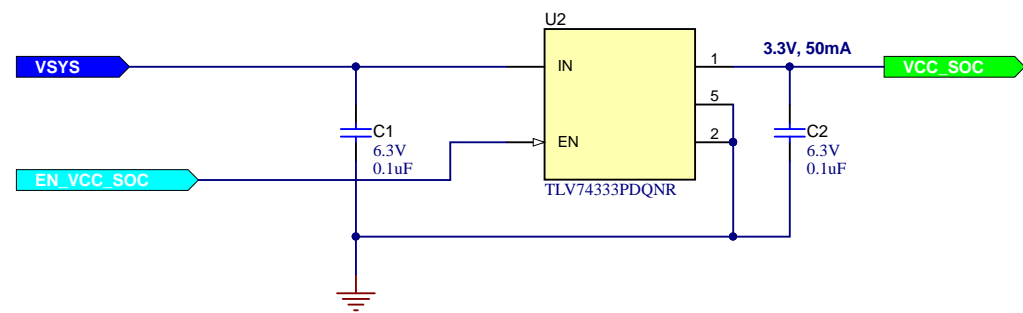 U2
VSYS
IN
1
3.3V, 50mA
VCC_SOC
5
C1
6.3V
0.1uF
EN
2
C2
6.3V
0.1uF
EN_VCC_SOC
TLV74333PDQNR